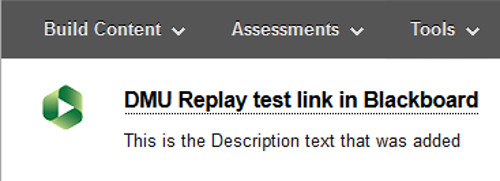 Build Content Assessments Tools
DMU Replay test link in Blackboard
This is the Description text that was added